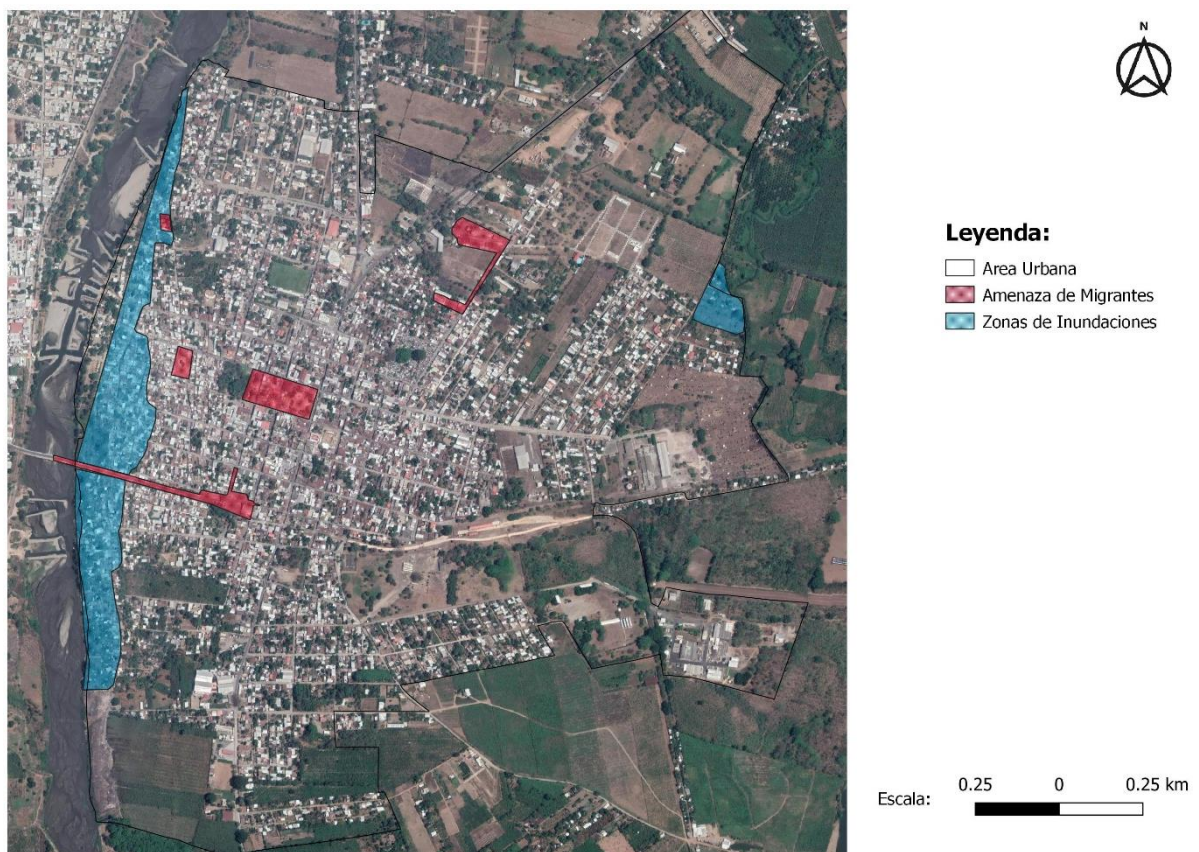 N
Leyenda:
Area Urbana
Amenaza de Migrantes
Zonas de Inundaciones
Escala:
0.25 0 0.25 km